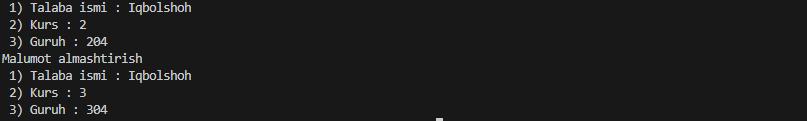 1) Talaba ismi : Iqbolshoh
2) Kurs : 2
3) Guruh : 204
Malumot almashtirish
1) Talaba ismi : Iqbolshoh
2) Kurs : 3
3) Guruh : 304